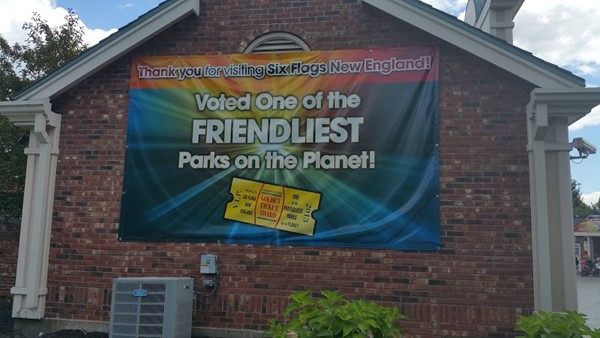 Thank you for visiting Six Flags New England!
Voted One of the
FRIENDLIEST
Parks on the Planet!
GOLDEN
TICKET
AWARD
2013